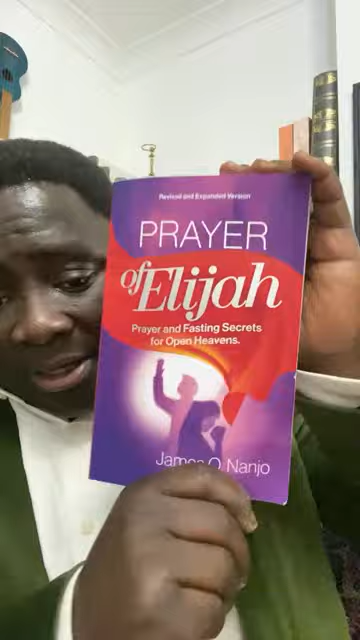 Revised and Expanded Version
PRAYER
of Elijah
Prayer and Fasting Secrets
for Open Heavens.
James O. Nanjo